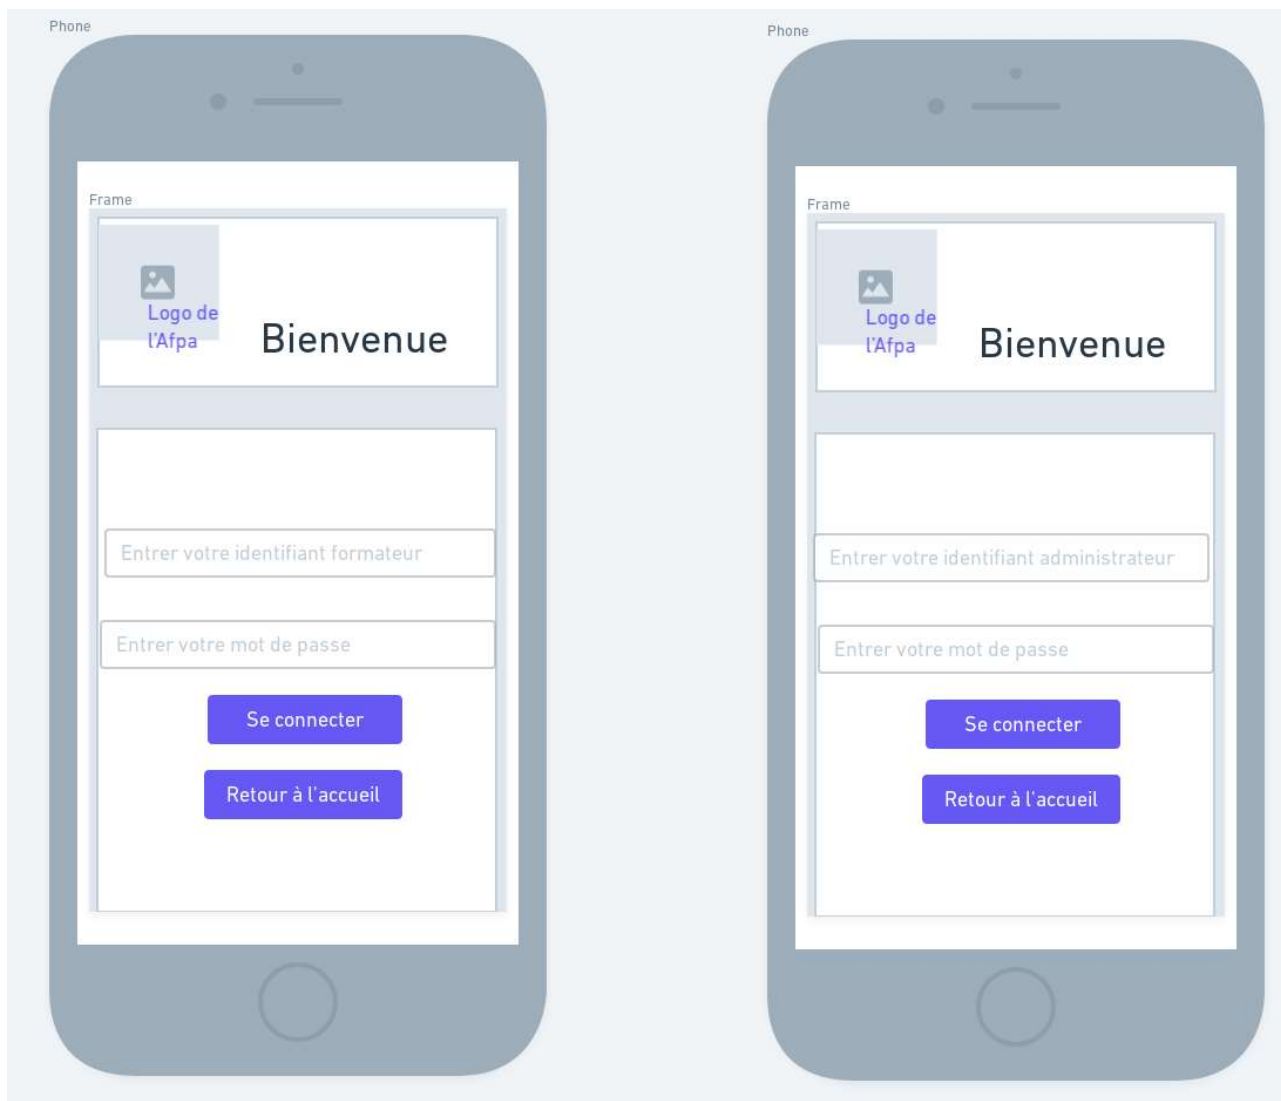 Phone
Frame
Logo de
l'Afpa
Bienvenue
Entrer votre identifiant formateur
Entrer votre mot de passe
Se connecter
Retour à l'accueil
Phone
Frame
Logo de
l'Afpa
Bienvenue
Entrer votre identifiant administrateur
Entrer votre mot de passe
Se connecter
Retour à l'accueil